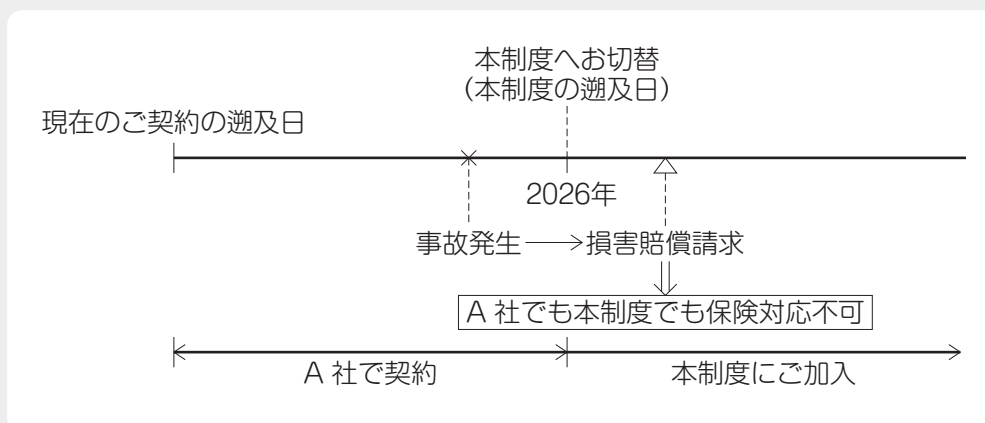 本制度へお切替
(本制度の遡及日)
現在のご契約の遡及日
2026年
事故発生
損害賠償請求
A 社でも本制度でも保険対応不可
A 社で契約
本制度にご加入